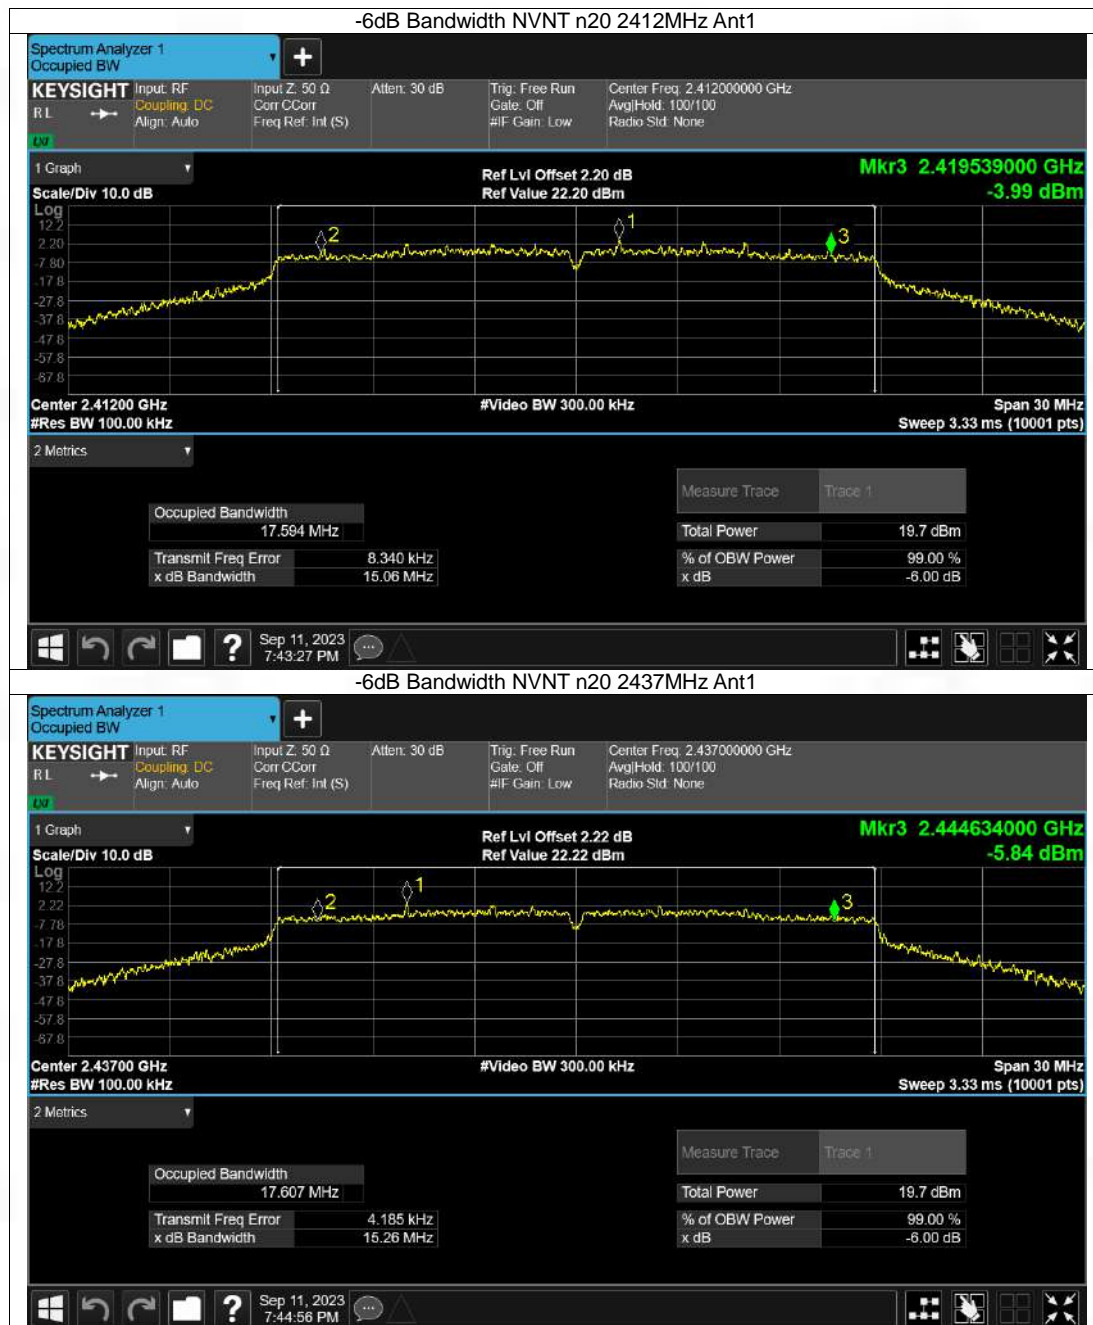 -6dB Bandwidth NVNT n20 2412MHz Ant1
Spectrum Analyzer 1
Occupied BW
KEYSIGHT
Input: RF
Coupling: DC
Align: Auto
Input Z: 50 Ω
Corr CCorr
Freq Ref: Int (S)
Atten: 30 dB
Trig: Free Run
Gate: Off
#IF Gain: Low
Center Freq: 2.412000000 GHz
Avg|Hold: 100/100
Radio Std: None
R L
LXI
1 Graph
Scale/Div 10.0 dB
Ref Lvl Offset 2.20 dB
Ref Value 22.20 dBm
Mkr3 2.419539000 GHz
-3.99 dBm
Log
12.2
2.20
-7.80
-17.8
-27.8
-37.8
-47.8
-57.8
-67.8
2
1
3
Center 2.41200 GHz
#Video BW 300.00 kHz
Span 30 MHz
#Res BW 100.00 kHz
Sweep 3.33 ms (10001 pts)
2 Metrics
Measure Trace Trace 1
Occupied Bandwidth
17.594 MHz
Total Power 19.7 dBm
Transmit Freq Error 8.340 kHz
% of OBW Power 99.00 %
x dB Bandwidth 15.06 MHz
x dB -6.00 dB
?
Sep 11, 2023
7:43:27 PM
-6dB Bandwidth NVNT n20 2437MHz Ant1
Spectrum Analyzer 1
Occupied BW
KEYSIGHT
Input: RF
Coupling: DC
Align: Auto
Input Z: 50 Ω
Corr CCorr
Freq Ref: Int (S)
Atten: 30 dB
Trig: Free Run
Gate: Off
#IF Gain: Low
Center Freq: 2.437000000 GHz
Avg|Hold: 100/100
Radio Std: None
R L
LXI
1 Graph
Scale/Div 10.0 dB
Ref Lvl Offset 2.22 dB
Ref Value 22.22 dBm
Mkr3 2.444634000 GHz
-5.84 dBm
Log
12.2
2.22
-7.78
-17.8
-27.8
-37.8
-47.8
-57.8
-67.8
2
1
3
Center 2.43700 GHz
#Video BW 300.00 kHz
Span 30 MHz
#Res BW 100.00 kHz
Sweep 3.33 ms (10001 pts)
2 Metrics
Measure Trace Trace 1
Occupied Bandwidth
17.607 MHz
Total Power 19.7 dBm
Transmit Freq Error 4.185 kHz
% of OBW Power 99.00 %
x dB Bandwidth 15.26 MHz
x dB -6.00 dB
?
Sep 11, 2023
7:44:56 PM